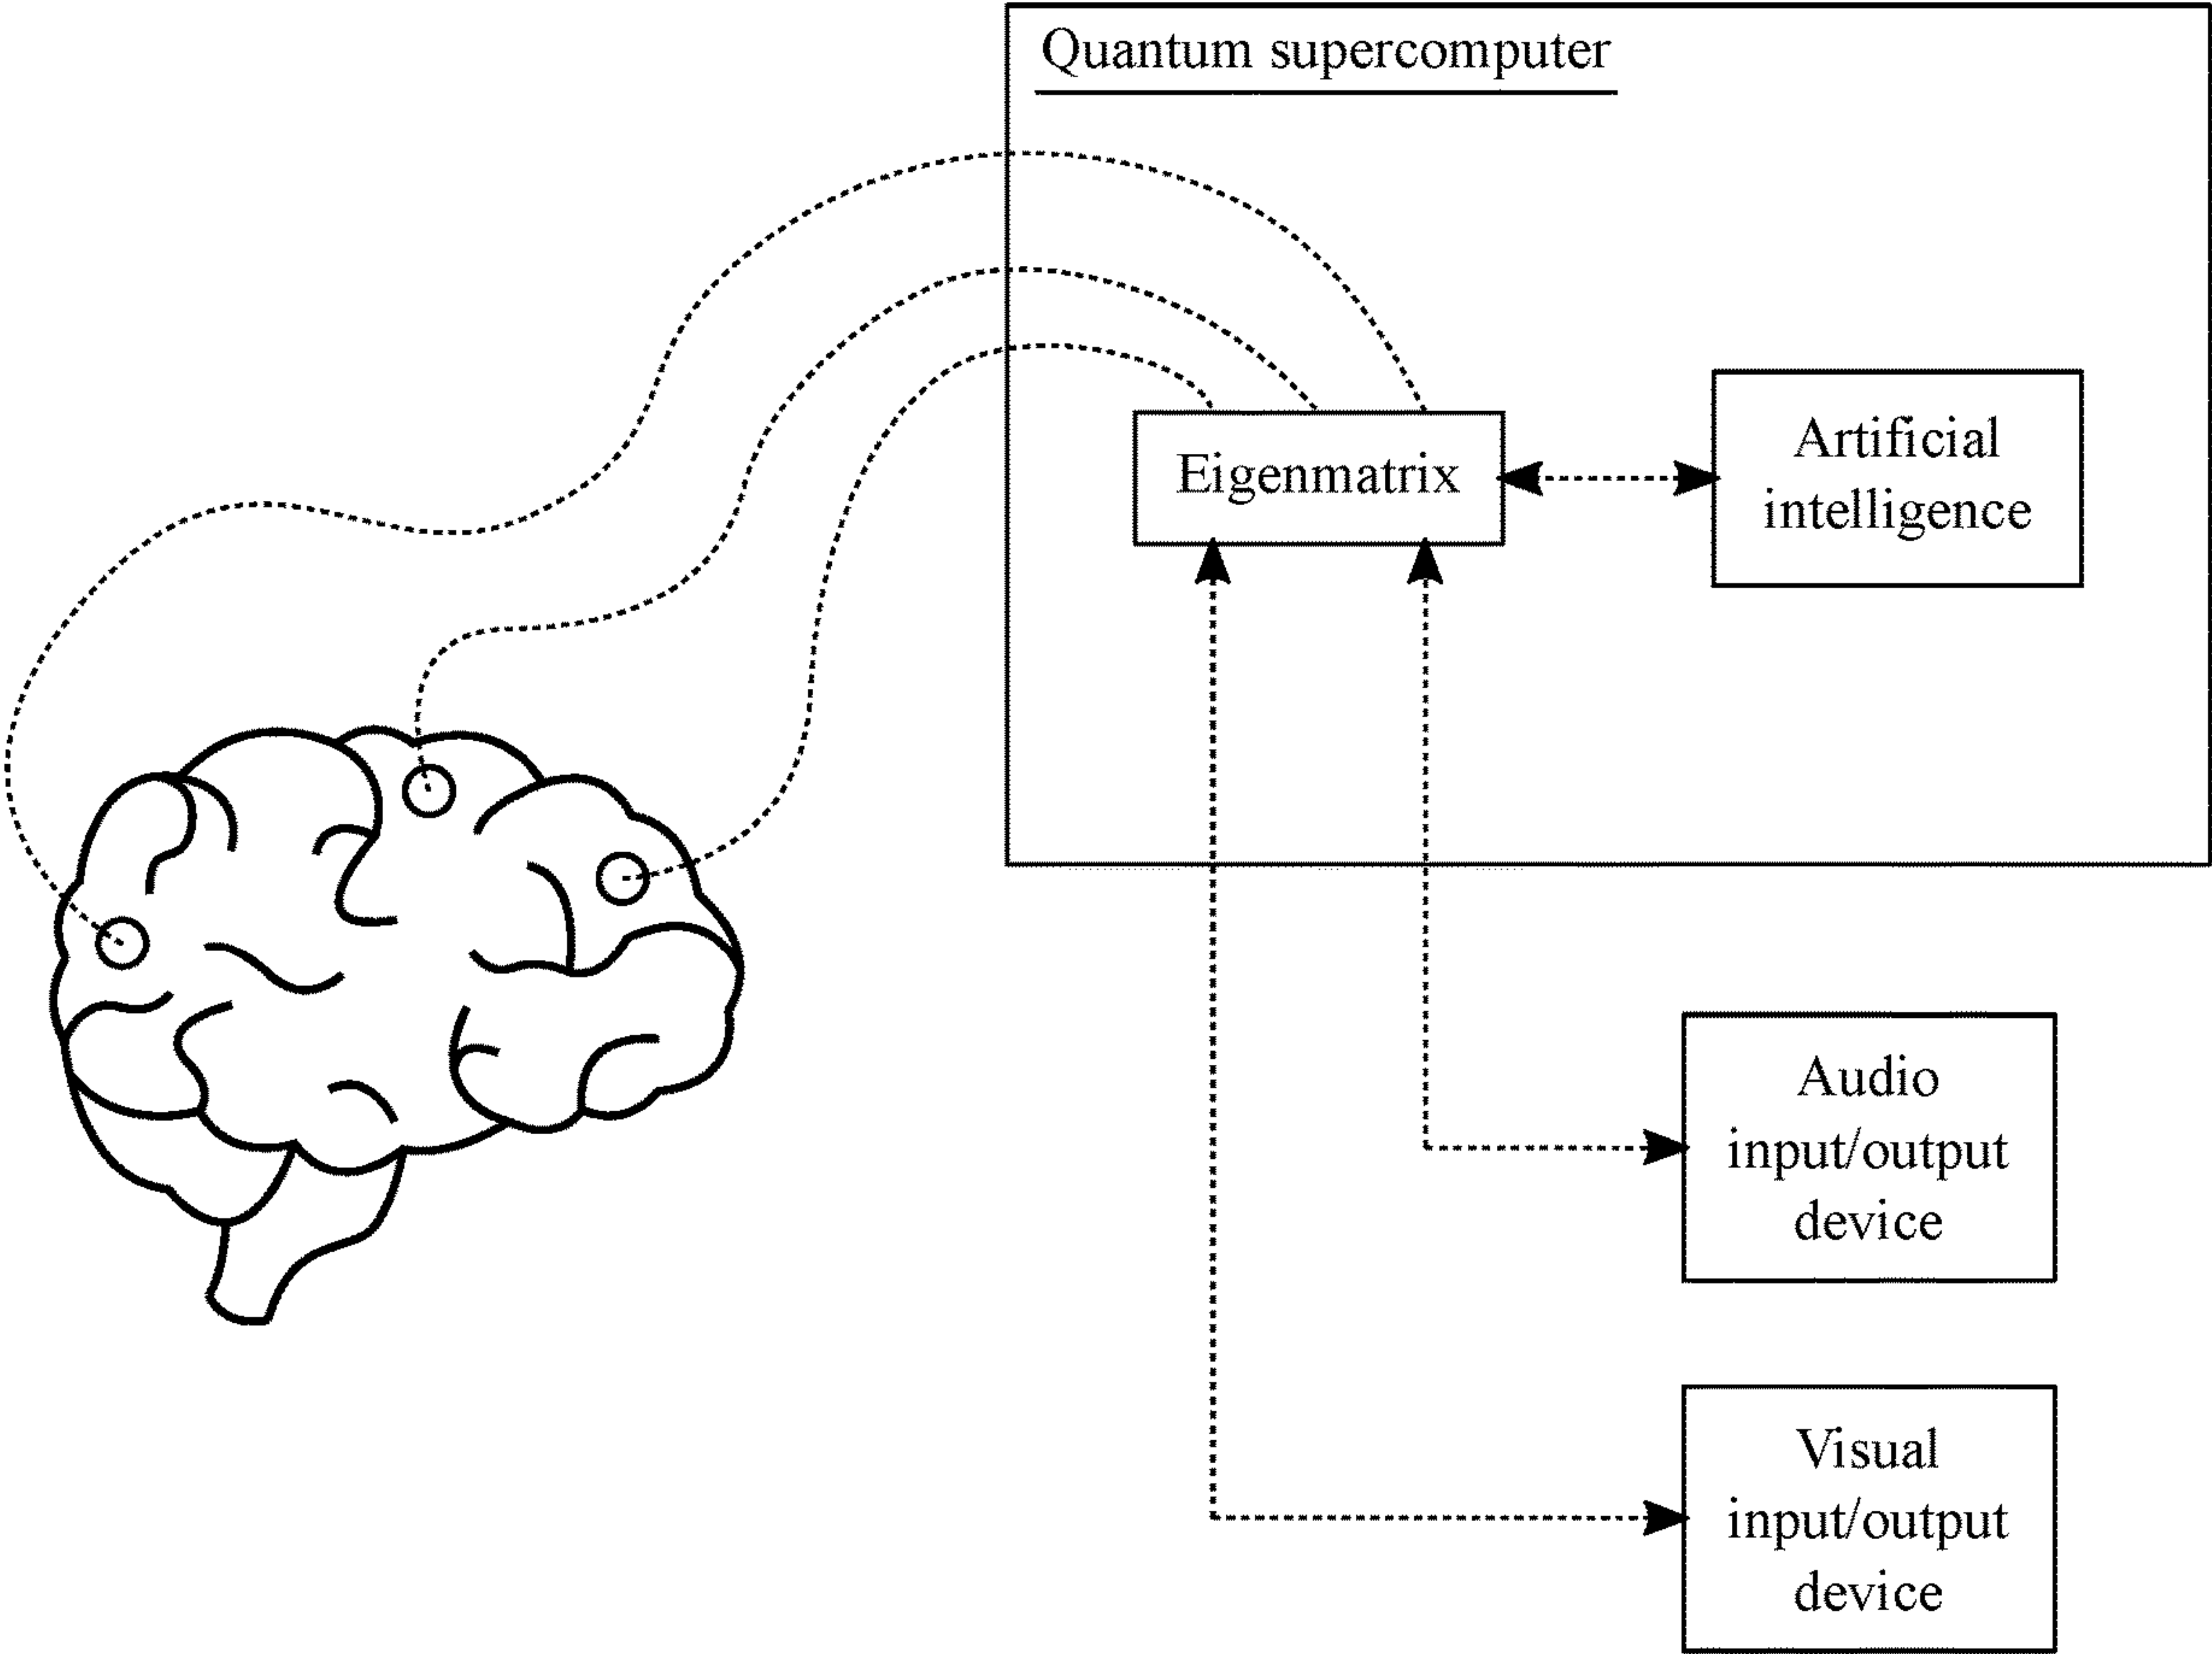 Quantum supercomputer
Eigenmatrix
Artificial
intelligence
Audio
input/output
device
Visual
input/output
device